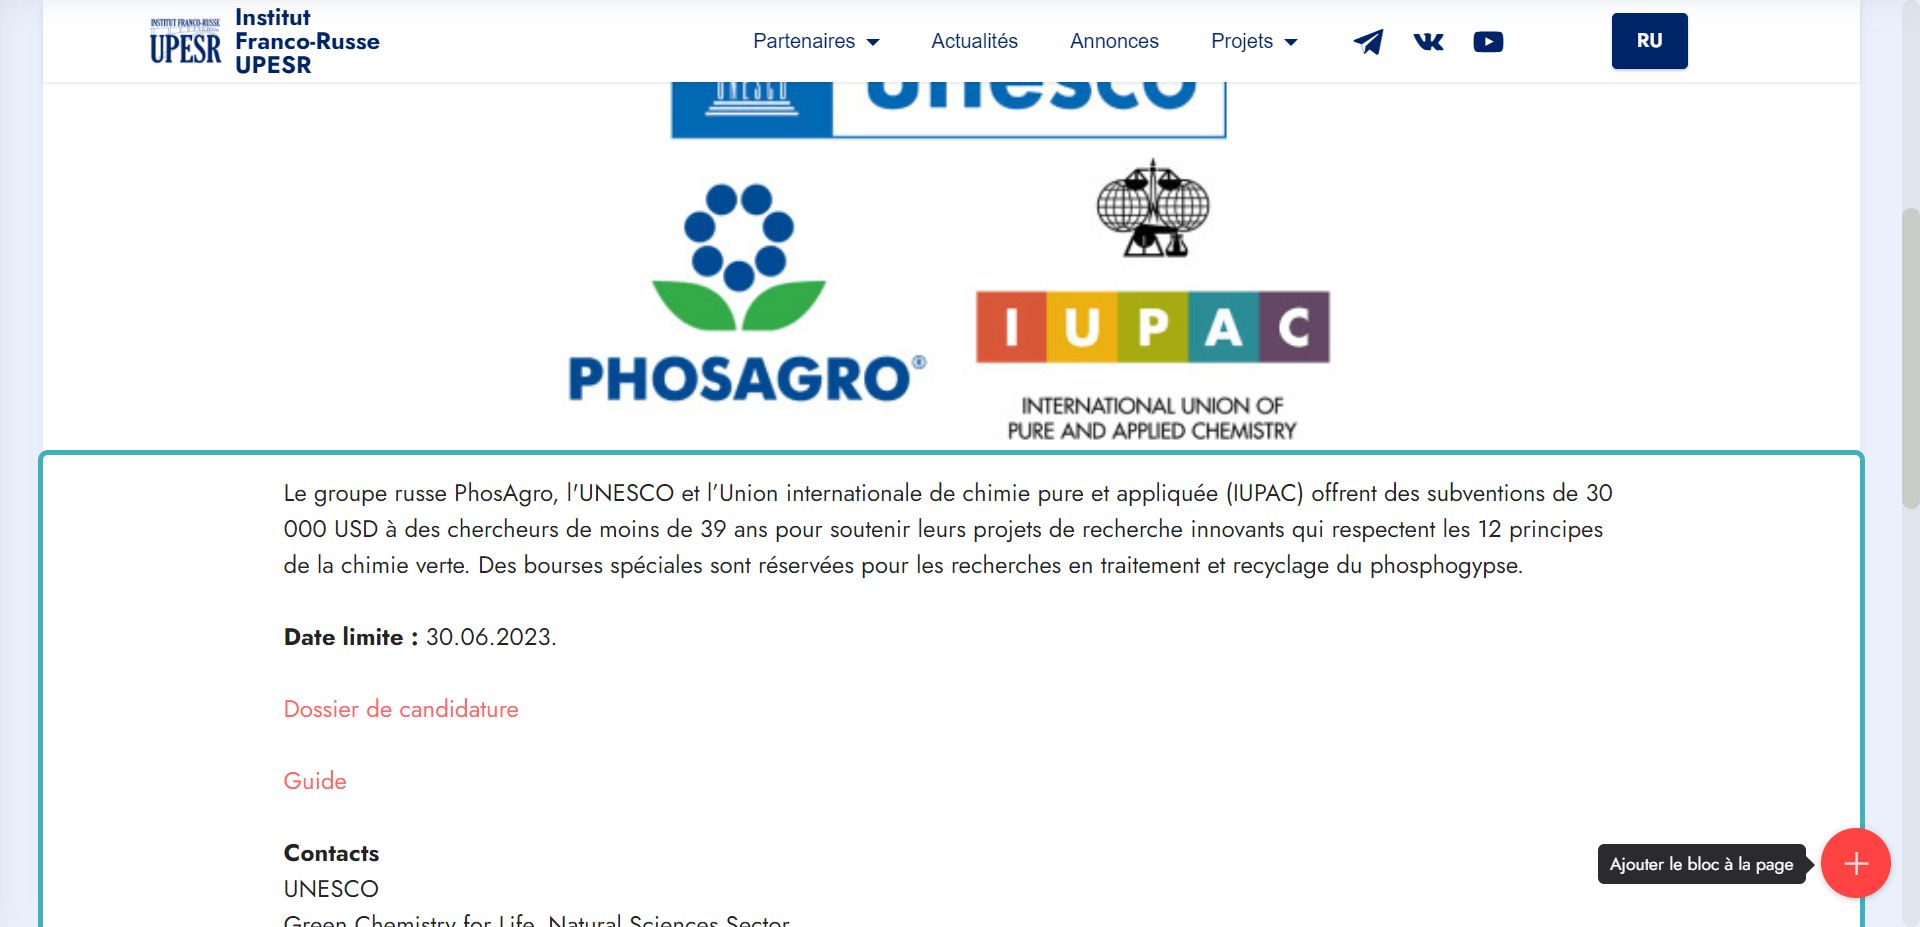 INSTITUT FRANCO-RUSSE
UPESR
Institut
Franco-Russe
UPESR
Partenaires
Actualités
Annonces
Projets
RU
UNESCO
unesco
PHOSAGRO®
I U P A C
INTERNATIONAL UNION OF
PURE AND APPLIED CHEMISTRY
Le groupe russe PhosAgro, l'UNESCO et l’Union internationale de chimie pure et appliquée (IUPAC) offrent des subventions de 30
000 USD à des chercheurs de moins de 39 ans pour soutenir leurs projets de recherche innovants qui respectent les 12 principes
de la chimie verte. Des bourses spéciales sont réservées pour les recherches en traitement et recyclage du phosphogypse.
Date limite : 30.06.2023.
Dossier de candidature
Guide
Contacts
UNESCO
Green Chemistry for Life, Natural Sciences Sector
Ajouter le bloc à la page